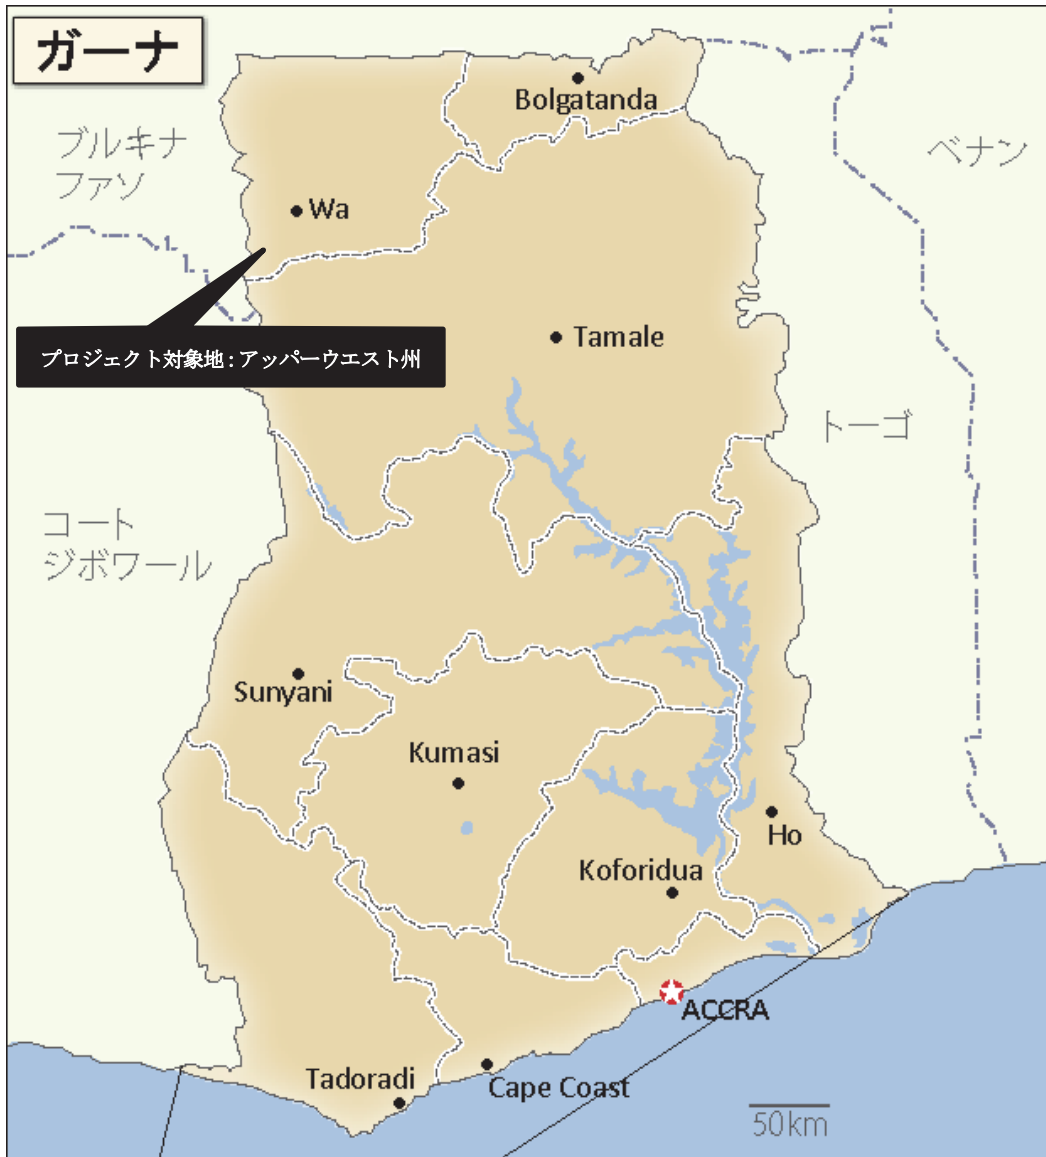 ガーナ
Bolgatanda
ブルキナ
ファソ
ベナン
Wa
Tamale
プロジェクト対象地：アッパーウエスト州
トーゴ
コート
ジボワール
Sunyani
Kumasi
Ho
Koforidua
ACCRA
Tadoradi
Cape Coast
50km